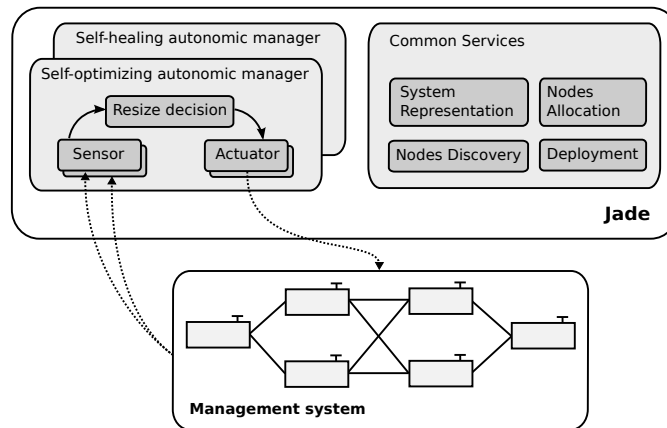 Self-healing autonomic manager
Self-optimizing autonomic manager
Resize decision
Sensor
Actuator
Common Services
System
Representation
Nodes
Allocation
Nodes Discovery
Deployment
Jade
Management system